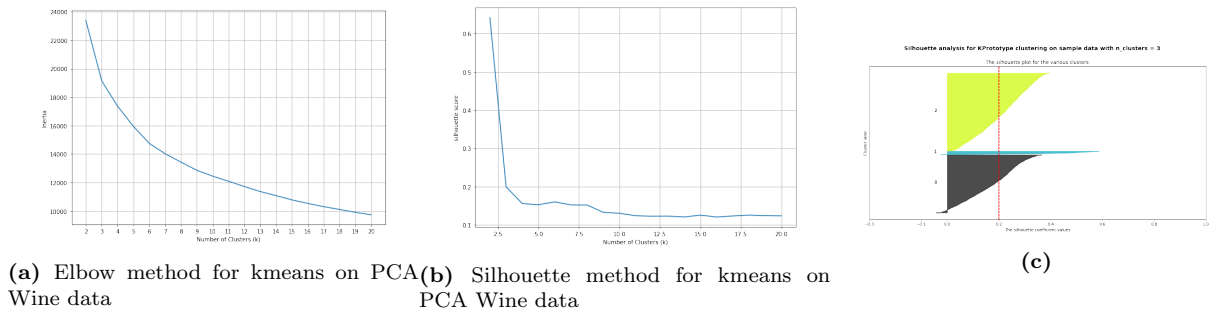 24000
22000
20000
18000
16000
14000
12000
10000
Inertia
2 3 4 5 6 7 8 9 10 11 12 13 14 15 16 17 18 19 20
Number of Clusters (k)
(a) Elbow method for kmeans on PCA
Wine data
0.6
0.5
0.4
0.3
0.2
0.1
silhouette score
2.5 5.0 7.5 10.0 12.5 15.0 17.5 20.0
Number of Clusters (k)
(b) Silhouette method for kmeans on
PCA Wine data
Silhouette analysis for KPrototype clustering on sample data with n_clusters = 3
The silhouette plot for the various clusters
Cluster label
2
1
0
−0.1 0.0 0.2 0.4 0.6 0.8 1.0
The silhouette coefficient values
(c)